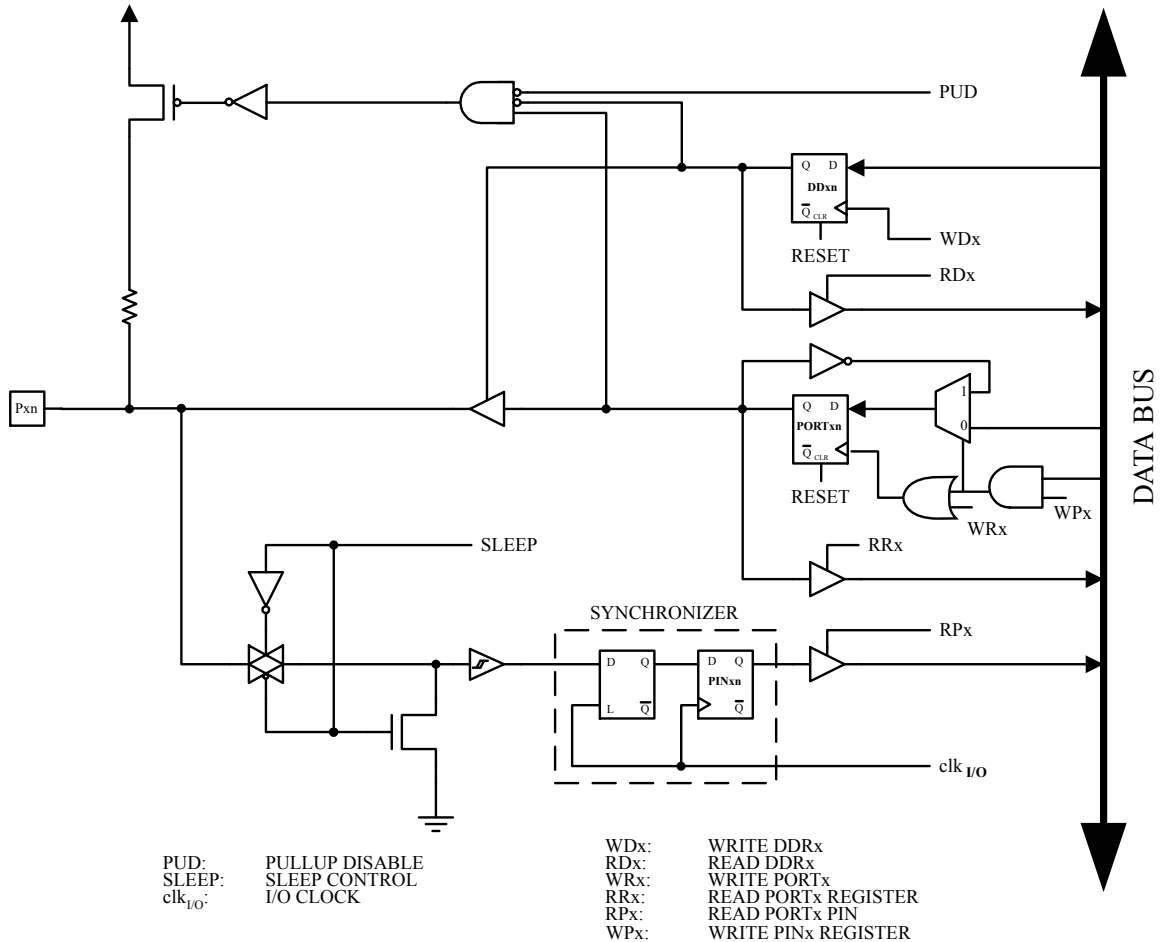 PUD
Q D
DDxn
Q CLR
WDx
RESET
RDx
Pxn
1
Q D
0
PORTxn
Q CLR
RESET
WRx
WPx
DATA BUS
RRx
SLEEP
SYNCHRONIZER
RPx
D Q
D Q
PINxn
L Q
Q
clk I/O
PUD: PULLUP DISABLE
SLEEP: SLEEP CONTROL
clkI/O: I/O CLOCK
WDx: WRITE DDRx
RDx: READ DDRx
WRx: WRITE PORTx
RRx: READ PORTx REGISTER
RPx: READ PORTx PIN
WPx: WRITE PINx REGISTER